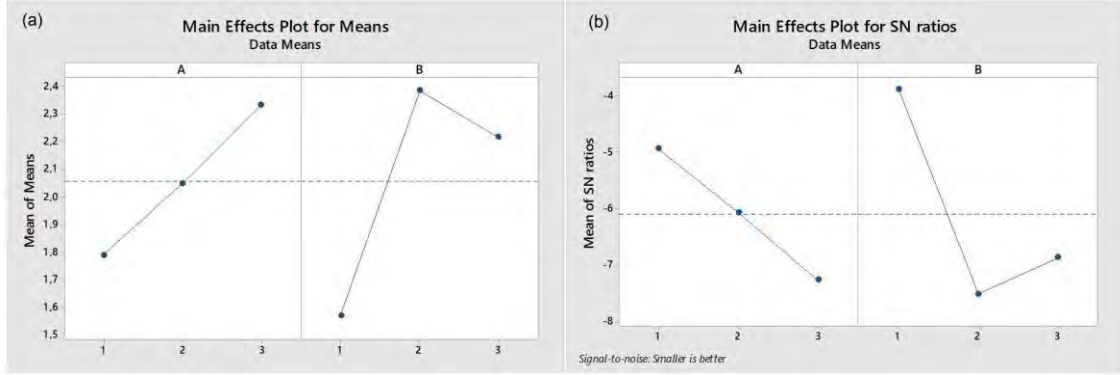 (a)
Main Effects Plot for Means
Data Means
A B
Mean of Means
2,4
2,3
2,2
2,1
2,0
1,9
1,8
1,7
1,6
1,5
1 2 3 1 2 3
(b)
Main Effects Plot for SN ratios
Data Means
A B
Mean of SN ratios
-4
-5
-6
-7
-8
1 2 3 1 2 3
Signal-to-noise: Smaller is better